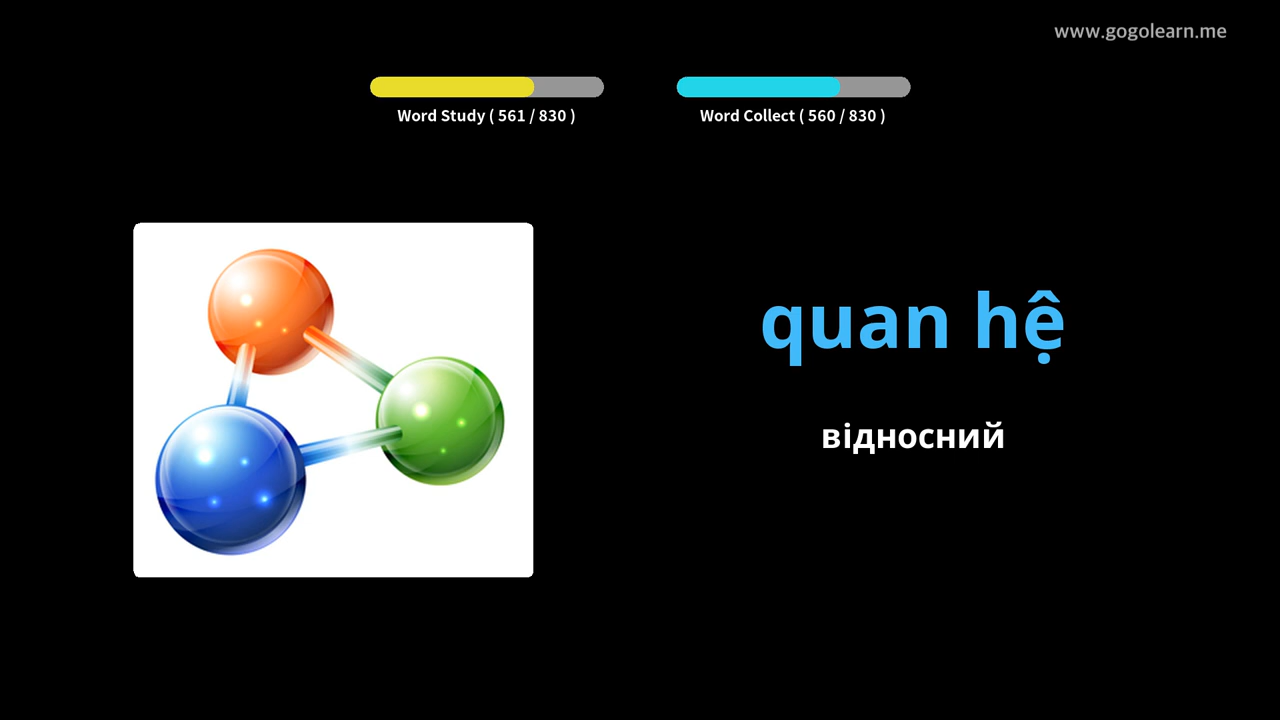 www.gogolearn.me
Word Study ( 561 / 830 )
Word Collect ( 560 / 830 )
quan hệ
відносний